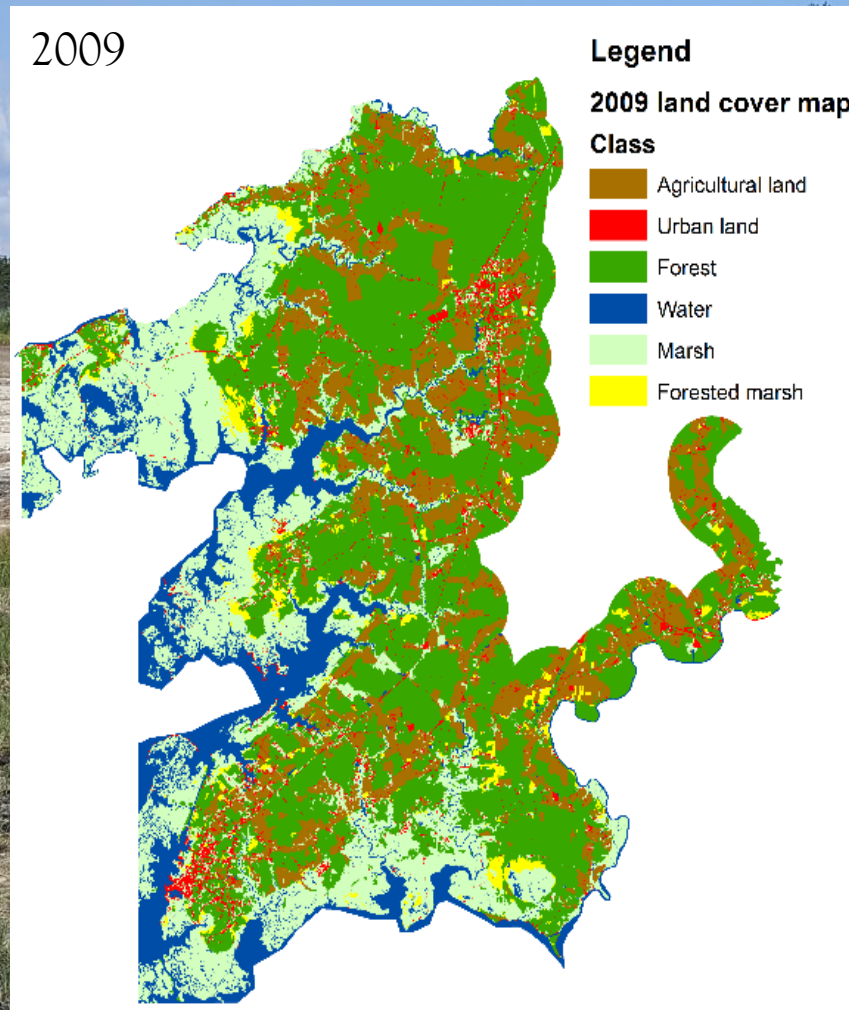 2009
Legend
2009 land cover map
Class
Agricultural land
Urban land
Forest
Water
Marsh
Forested marsh